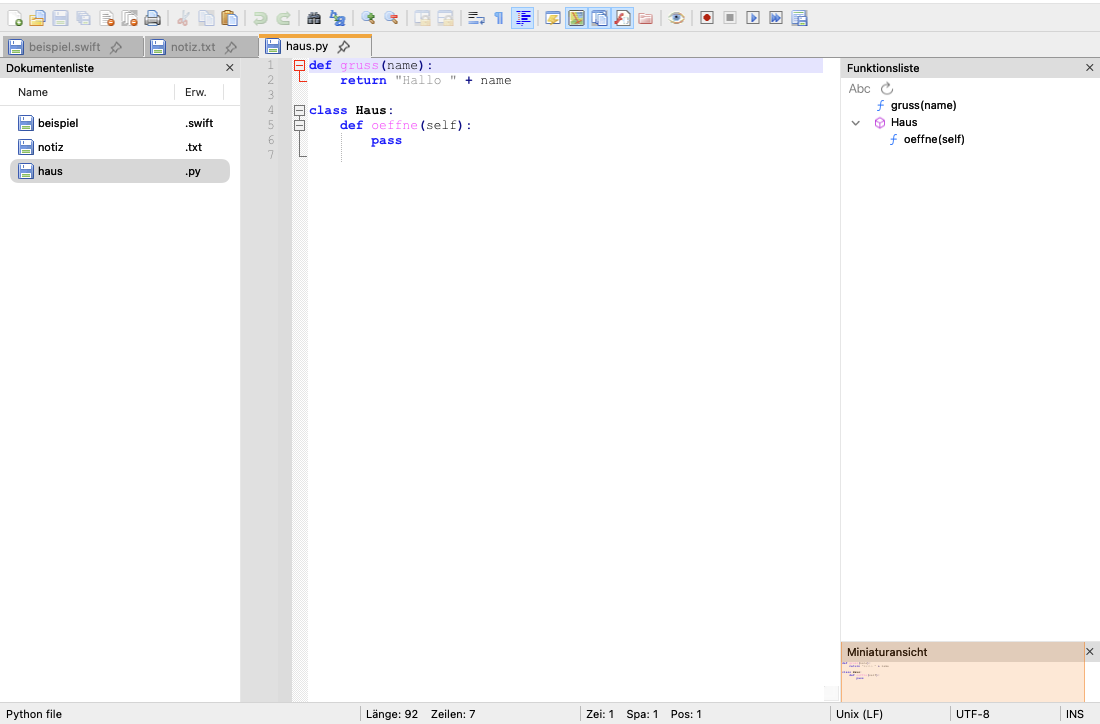 beispiel.swift
notiz.txt
haus.py
Dokumentenliste
Name Erw.
beispiel .swift
notiz .txt
haus .py
1 def gruss(name):
2 return "Hallo " + name
3
4 class Haus:
5 def oeffne(self):
6 pass
7
Funktionsliste
Abc
gruss(name)
Haus
oeffne(self)
Miniaturansicht
Python file
Länge: 92 Zeilen: 7
Zei: 1 Spa: 1 Pos: 1
Unix (LF)
UTF-8
INS